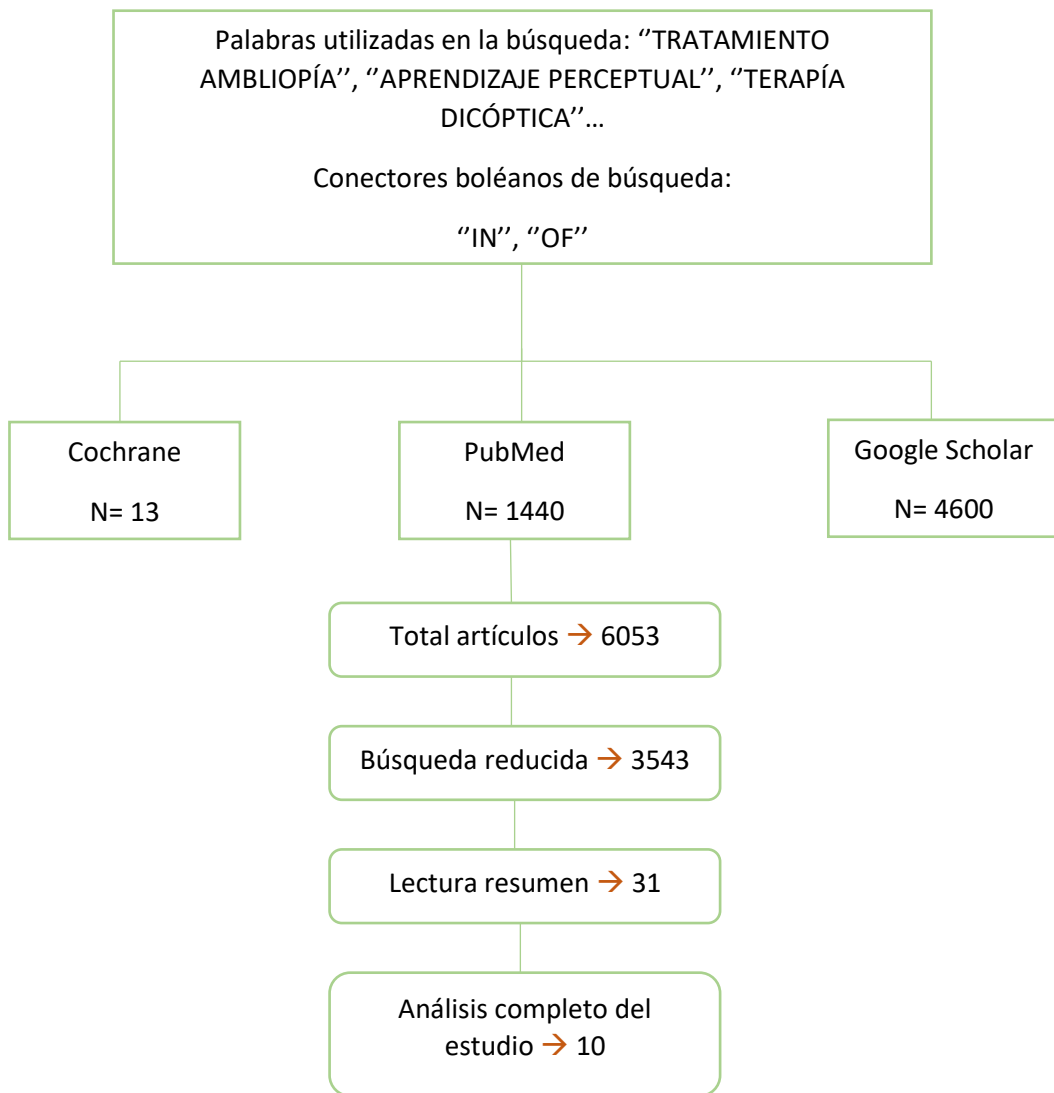 Palabras utilizadas en la búsqueda: ‘’TRATAMIENTO
AMBLIOPÍA’’, ‘’APRENDIZAJE PERCEPTUAL’’, ‘’TERAPÍA
DICÓPTICA’’…
Conectores boléanos de búsqueda:
‘’IN’’, ‘’OF’’
Cochrane
N= 13
PubMed
N= 1440
Google Scholar
N= 4600
Total artículos → 6053
Búsqueda reducida → 3543
Lectura resumen → 31
Análisis completo del
estudio → 10